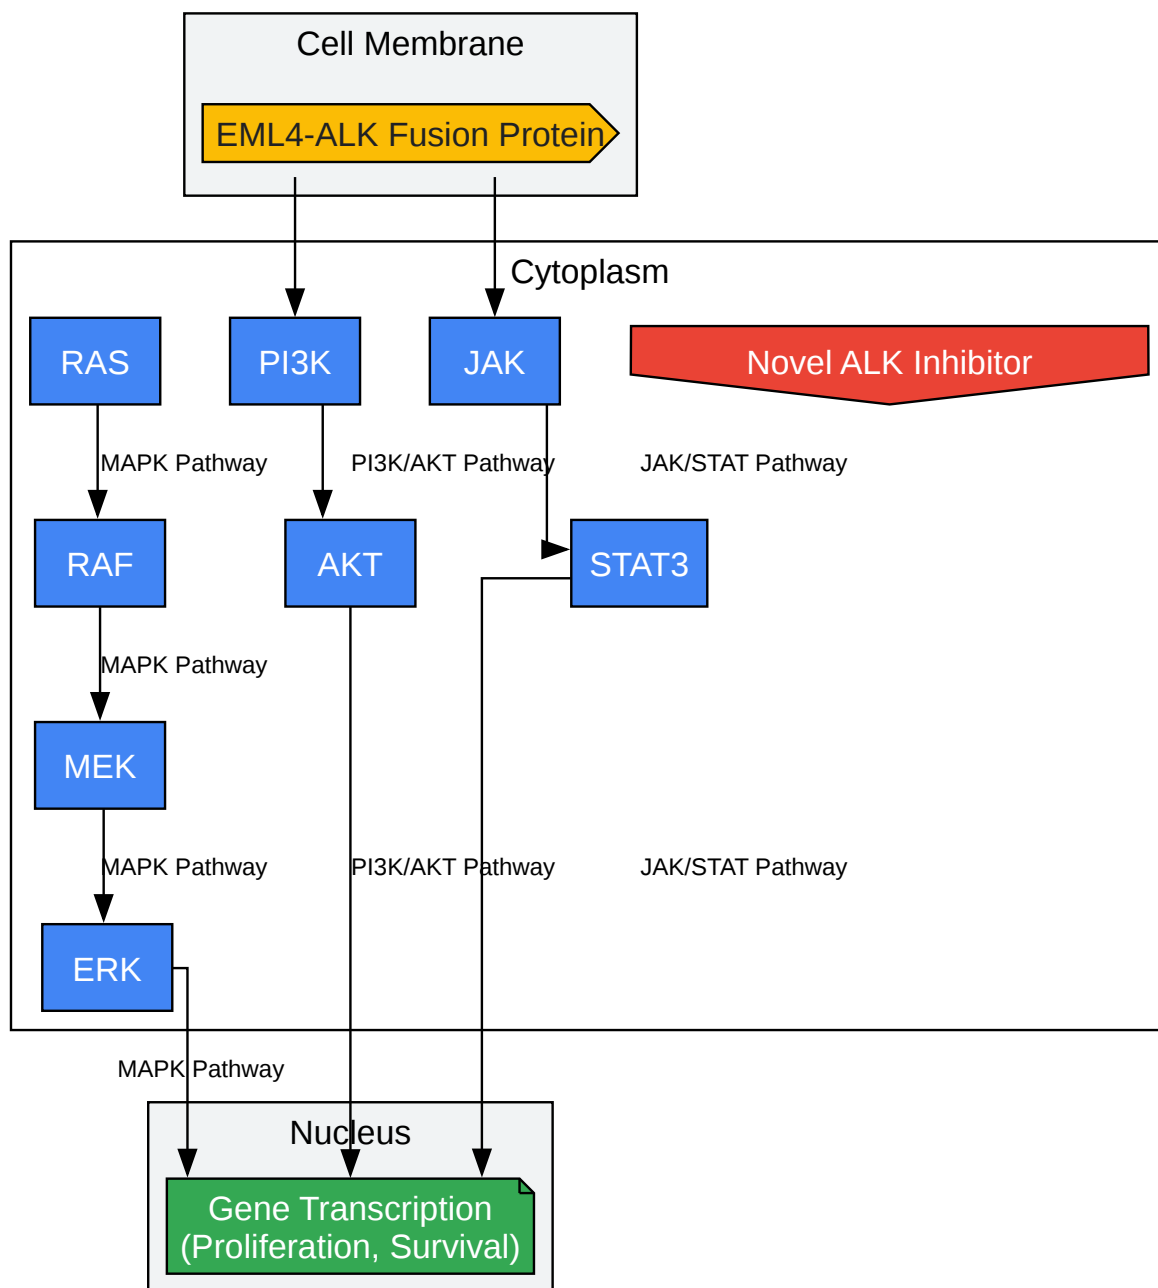 Cell Membrane
EML4-ALK Fusion Protein
Cytoplasm
RAS
PI3K
JAK
Novel ALK Inhibitor
MAPK Pathway
PI3K/AKT Pathway
JAK/STAT Pathway
RAF
AKT
STAT3
MAPK Pathway
MEK
MAPK Pathway
PI3K/AKT Pathway
JAK/STAT Pathway
ERK
MAPK Pathway
Nucleus
Gene Transcription
(Proliferation, Survival)